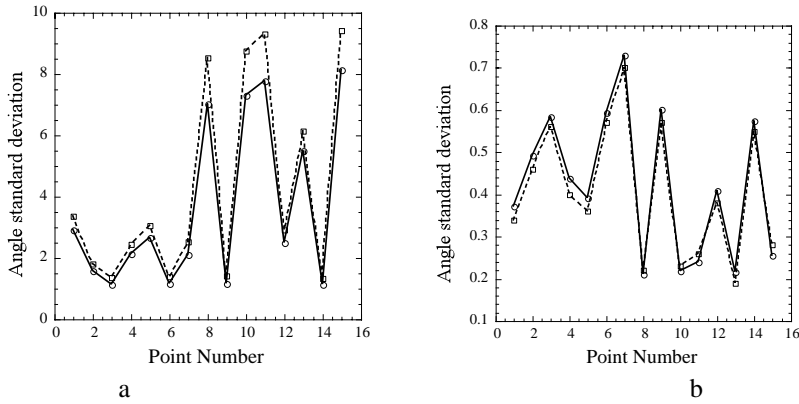 10
8
6
4
2
0
Angle standard deviation
0 2 4 6 8 10 12 14 16
Point Number
a
0.8
0.7
0.6
0.5
0.4
0.3
0.2
0.1
Angle standard deviation
0 2 4 6 8 10 12 14 16
Point Number
b